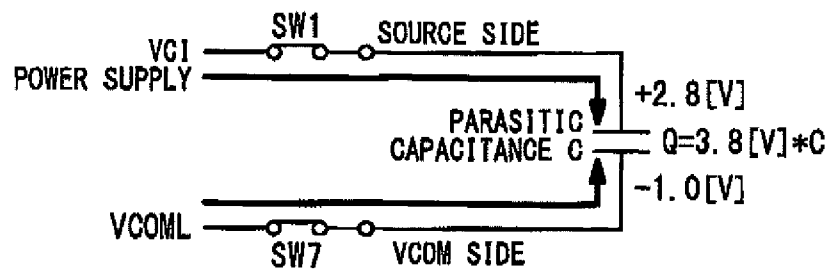 SW1
VCI
SOURCE SIDE
POWER SUPPLY
+2.8[V]
PARASITIC
CAPACITANCE C
Q=3.8[V]*C
-1.0[V]
VCOML
SW7
VCOM SIDE